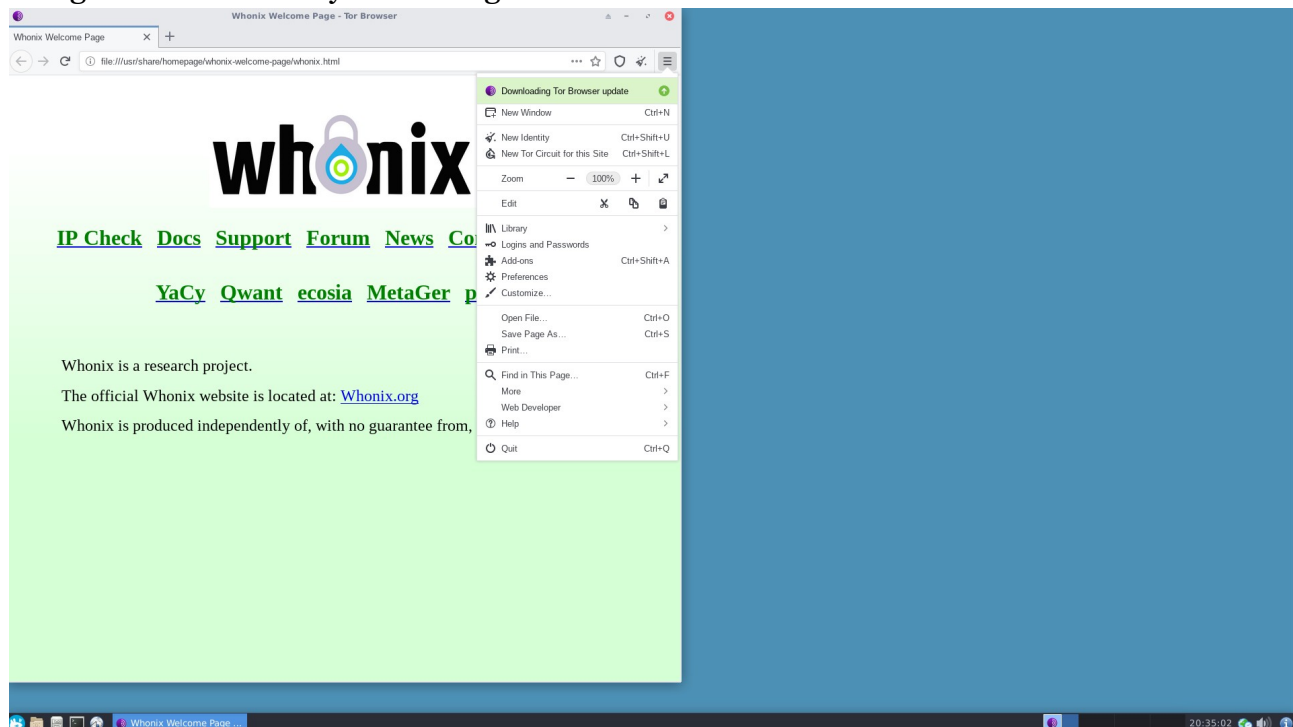 Whonix Welcome Page - Tor Browser
Whonix Welcome Page
file:///usr/share/homepage/whonix-welcome-page/whonix.html
Downloading Tor Browser update
New Window Ctrl+N
whonix
New Identity Ctrl+Shift+U
New Tor Circuit for this Site Ctrl+Shift+L
Zoom 100%
Edit
IP Check Docs Support Forum News Co
Library
Logins and Passwords
Add-ons Ctrl+Shift+A
Preferences
YaCy Qwant ecosia MetaGer p
Customize...
Open File... Ctrl+O
Save Page As... Ctrl+S
Print...
Whonix is a research project.
Find in This Page... Ctrl+F
More
The official Whonix website is located at: Whonix.org
Web Developer
Help
Whonix is produced independently of, with no guarantee from,
Quit Ctrl+Q
Whonix Welcome Page ...
20:35:02